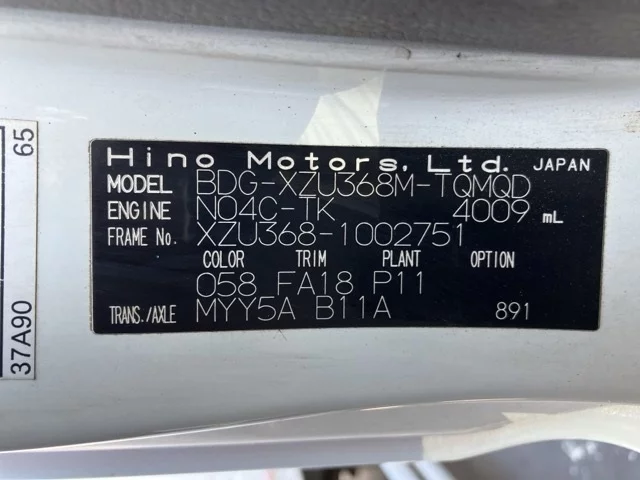 Hino Motors, Ltd. JAPAN
MODEL BDG-XZU368M-TQMQD
ENGINE N04C-TK 4009 mL
FRAME No. XZU368-1002751
COLOR TRIM PLANT OPTION
058 FA18 P11
TRANS./AXLE MYY5A B11A 891
37A90 65